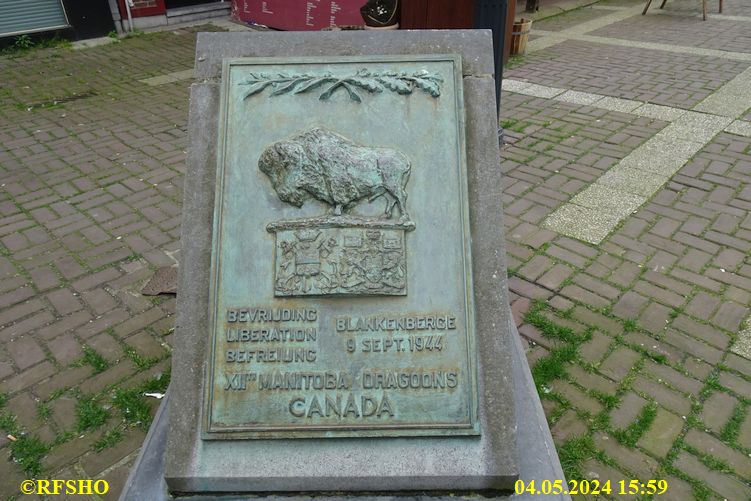 BEVRIJDING
LIBERATION
BEFREIUNG
BLANKENBERGE
9 SEPT. 1944
XIITH MANITOBA DRAGOONS
CANADA
©RFSHO
04.05.2024 15:59